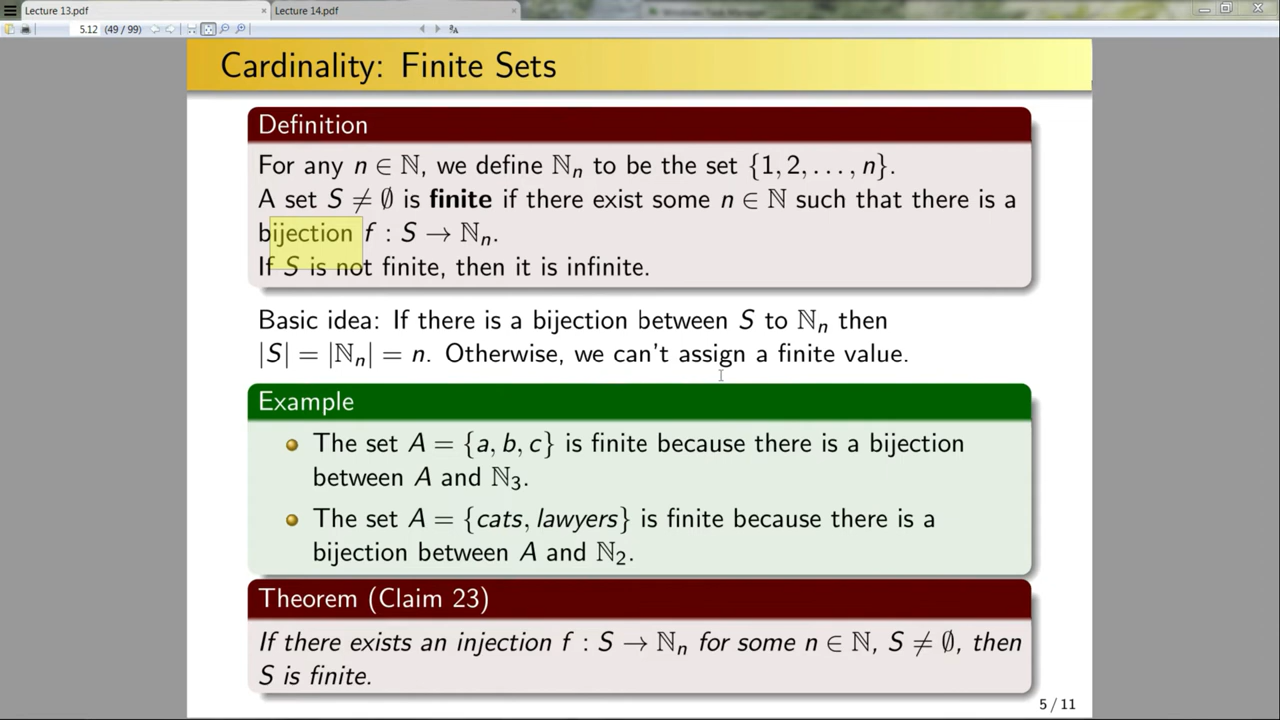 Lecture 13.pdf
Lecture 14.pdf
5.12 (49 / 99)
Cardinality: Finite Sets
Definition
For any n ∈ ℕ, we define ℕₙ to be the set {1, 2, . . . , n}.
A set S ≠ ∅ is finite if there exist some n ∈ ℕ such that there is a
bijection f : S → ℕₙ.
If S is not finite, then it is infinite.
Basic idea: If there is a bijection between S to ℕₙ then
|S| = |ℕₙ| = n. Otherwise, we can't assign a finite value.
Example
The set A = {a, b, c} is finite because there is a bijection
between A and ℕ₃.
The set A = {cats, lawyers} is finite because there is a
bijection between A and ℕ₂.
Theorem (Claim 23)
If there exists an injection f : S → ℕₙ for some n ∈ ℕ, S ≠ ∅, then
S is finite.
5 / 11